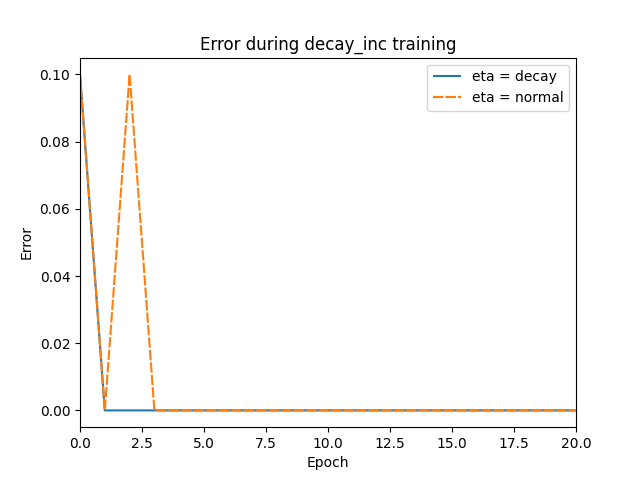 Error during decay_inc training
eta = decay
eta = normal
Error
0.10
0.08
0.06
0.04
0.02
0.00
0.0 2.5 5.0 7.5 10.0 12.5 15.0 17.5 20.0
Epoch